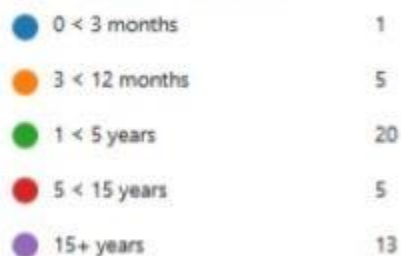 0 < 3 months 1
3 < 12 months 5
1 < 5 years 20
5 < 15 years 5
15+ years 13